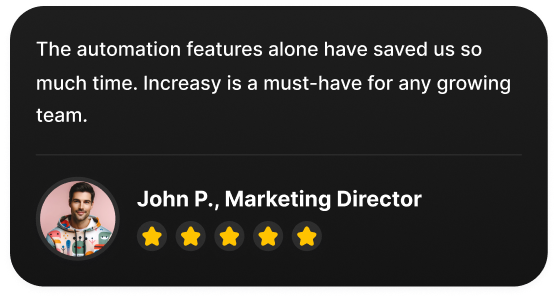 The automation features alone have saved us so
much time. Increasy is a must-have for any growing
team.
John P., Marketing Director